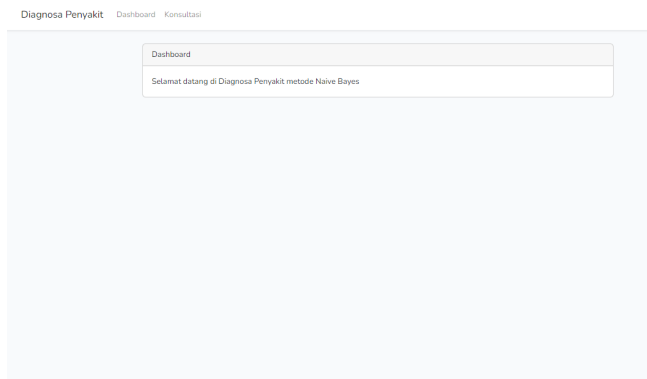 Diagnosa Penyakit Dashboard Konsultasi
Dashboard
Selamat datang di Diagnosa Penyakit metode Naive Bayes